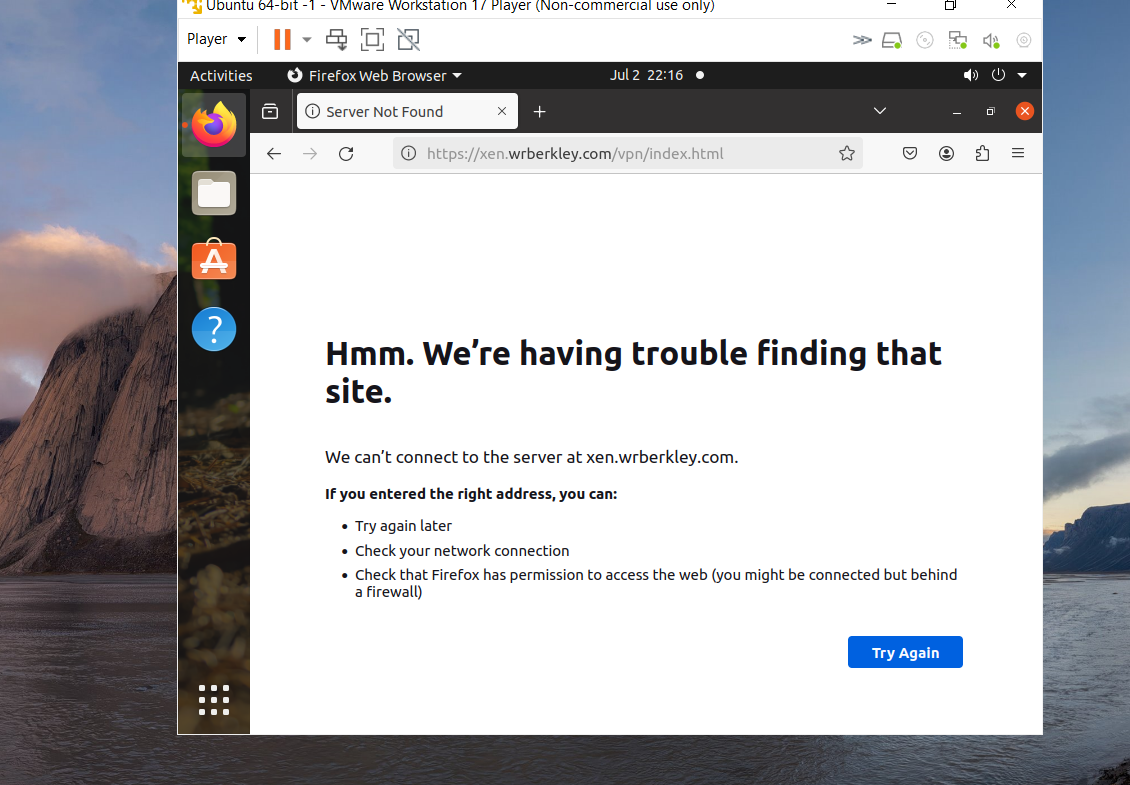 Ubuntu 64-bit -1 - VMware Workstation 17 Player (Non-commercial use only)
Player
Activities
Firefox Web Browser
Jul 2 22:16
Server Not Found
https://xen.wrberkley.com/vpn/index.html
Hmm. We’re having trouble finding that
site.
We can’t connect to the server at xen.wrberkley.com.
If you entered the right address, you can:
• Try again later
• Check your network connection
• Check that Firefox has permission to access the web (you might be connected but behind
a firewall)
Try Again